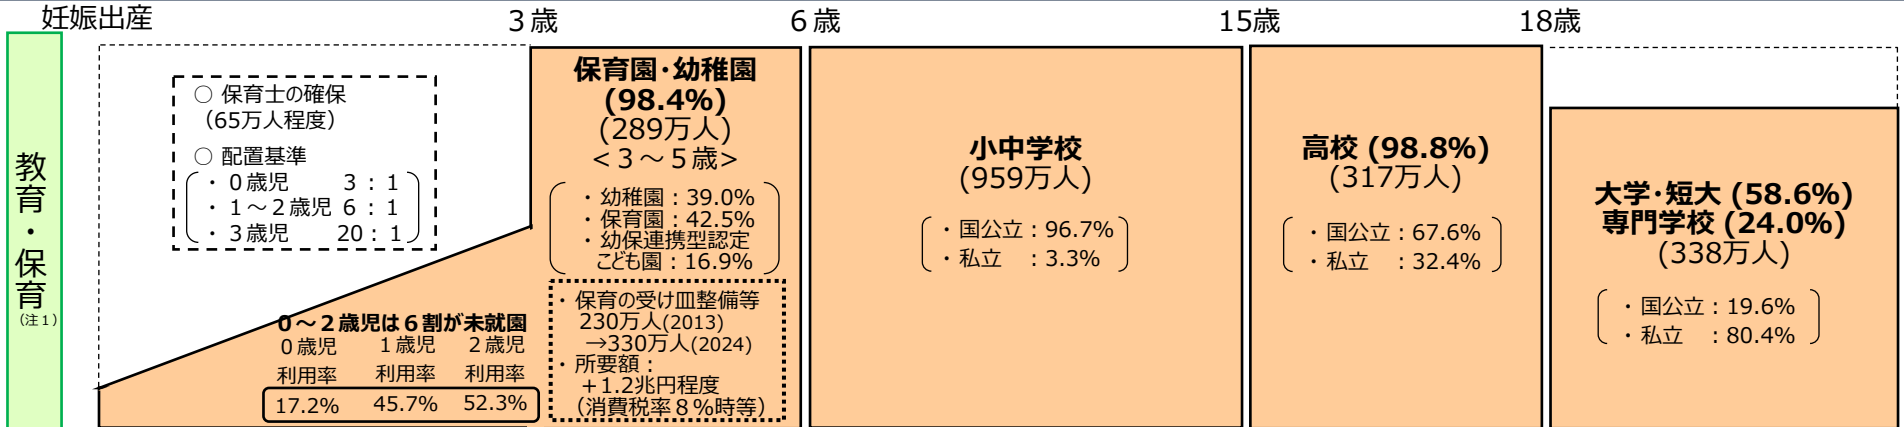 妊娠出産
3歳
6歳
15歳
18歳
教育・保育
(注1)
○ 保育士の確保
(65万人程度)
○ 配置基準
・0歳児 3:1
・1~2歳児 6:1
・3歳児 20:1
0~2歳児は6割が未就園
0歳児 1歳児 2歳児
利用率 利用率 利用率
17.2% 45.7% 52.3%
保育園・幼稚園
(98.4%)
(289万人)
<3~5歳>
・幼稚園:39.0%
・保育園:42.5%
・幼保連携型認定
こども園:16.9%
・保育の受け皿整備等
230万人(2013)
→330万人(2024)
・所要額:
+1.2兆円程度
(消費税率8%時等)
小中学校
(959万人)
・国公立:96.7%
・私立 :3.3%
高校 (98.8%)
(317万人)
・国公立:67.6%
・私立 :32.4%
大学・短大 (58.6%)
専門学校 (24.0%)
(338万人)
・国公立:19.6%
・私立 :80.4%